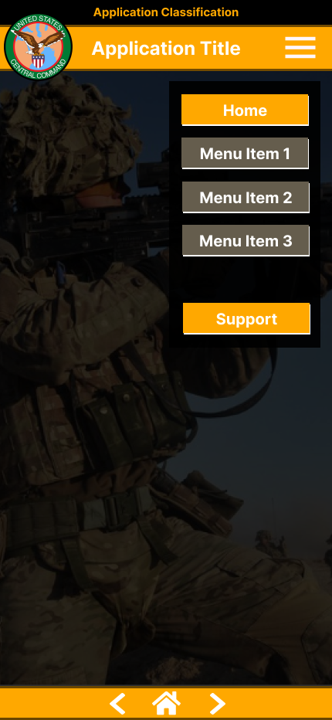 Application Classification
UNITED STATES
CENTRAL COMMAND
Application Title
Home
Menu Item 1
Menu Item 2
Menu Item 3
Support